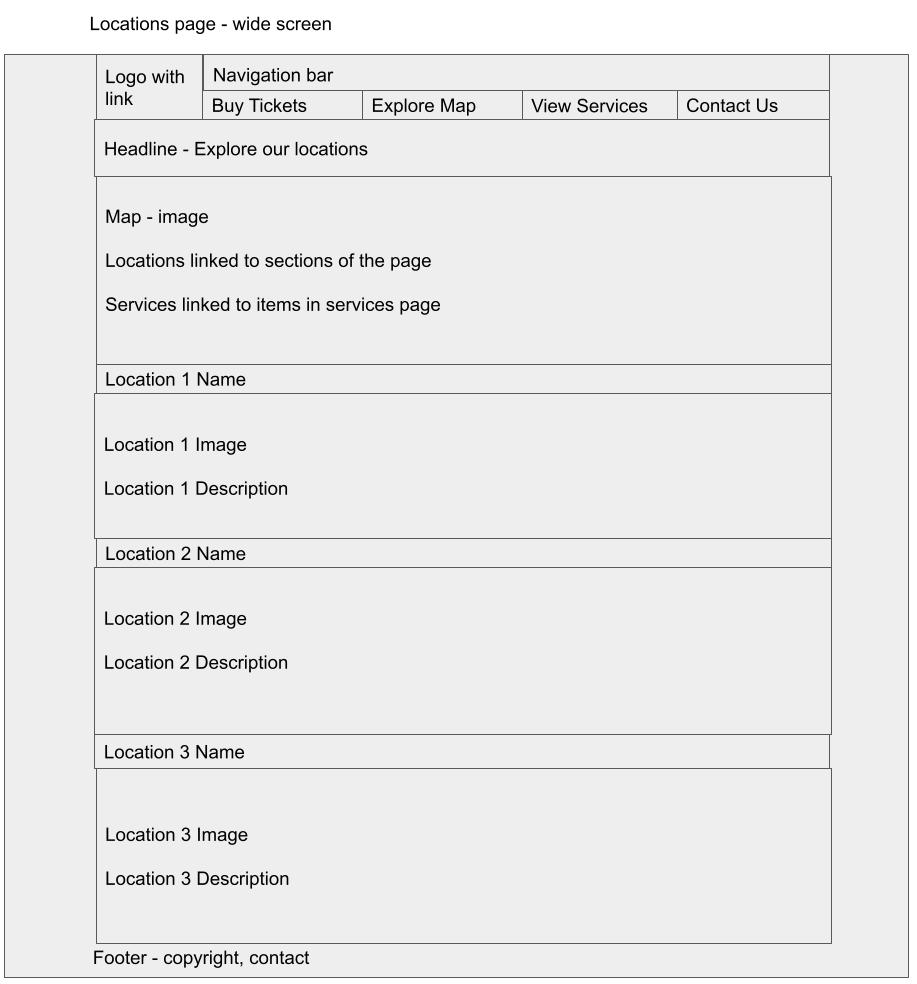 Locations page - wide screen
Logo with
link
Navigation bar
Buy Tickets
Explore Map
View Services
Contact Us
Headline - Explore our locations
Map - image
Locations linked to sections of the page
Services linked to items in services page
Location 1 Name
Location 1 Image
Location 1 Description
Location 2 Name
Location 2 Image
Location 2 Description
Location 3 Name
Location 3 Image
Location 3 Description
Footer - copyright, contact